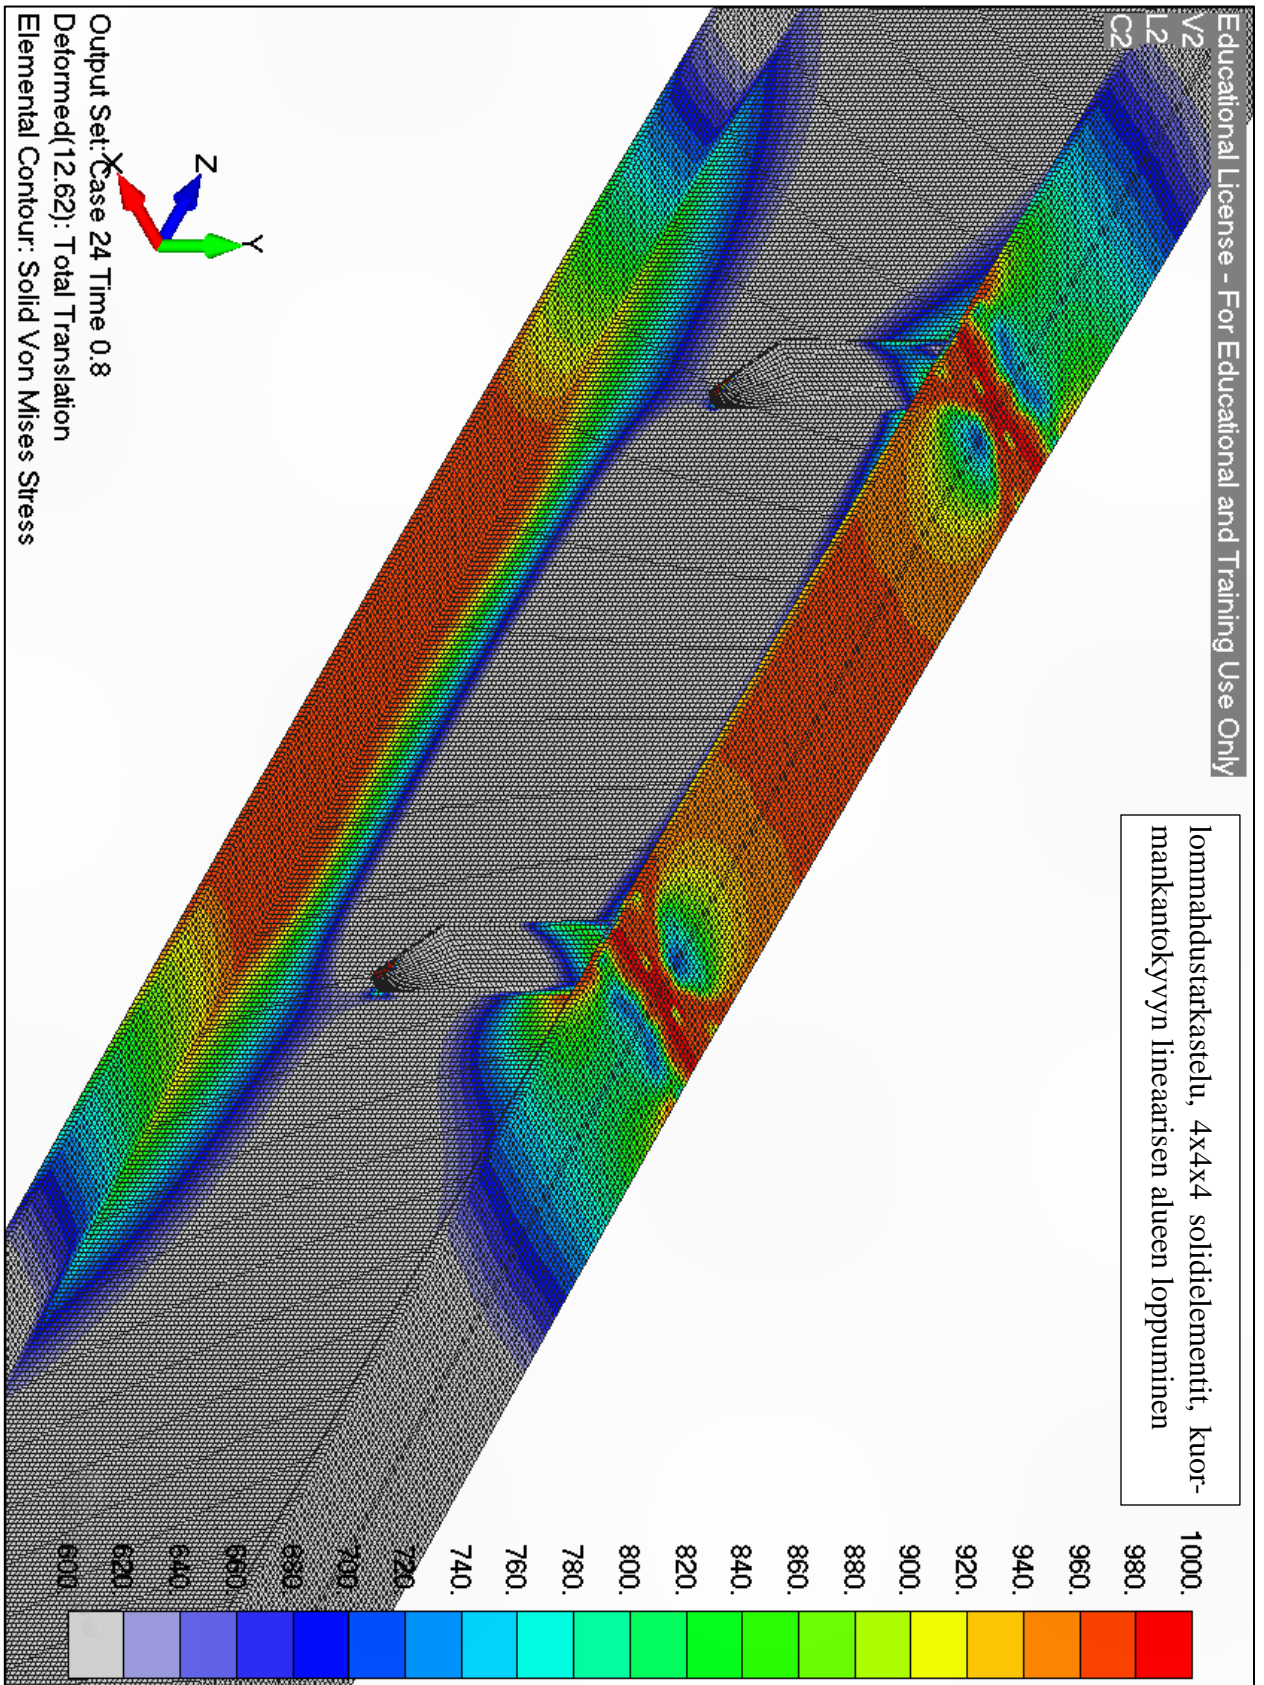 Educational License - For Educational and Training Use Only
V2
L2
C2
lommahdustarkastelu, 4x4x4 solidielementit, kuor-
mankantokyvyn lineaarisen alueen loppuminen
1000.
980.
960.
940.
920.
900.
880.
860.
840.
820.
800.
780.
760.
740.
720.
700.
680.
660.
640.
620.
600.
Y
Z
X
Output Set: Case 24 Time 0.8
Deformed(12.62): Total Translation
Elemental Contour: Solid Von Mises Stress